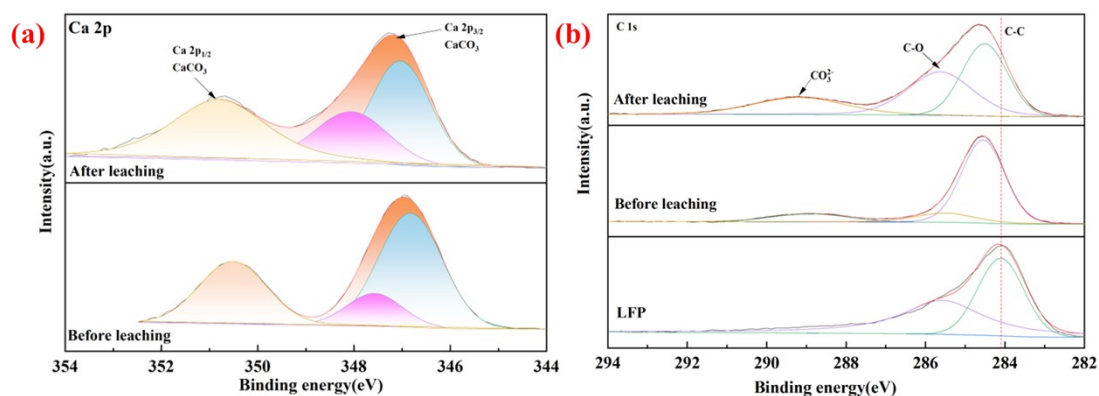 (a)
Ca 2p
Ca 2p3/2
CaCO3
Ca 2p1/2
CaCO3
After leaching
Before leaching
Intensity(a.u.)
354 352 350 348 346 344
Binding energy(eV)
(b)
C 1s
C-C
C-O
CO3^2-
After leaching
Before leaching
LFP
Intensity(a.u.)
294 292 290 288 286 284 282
Binding energy(eV)